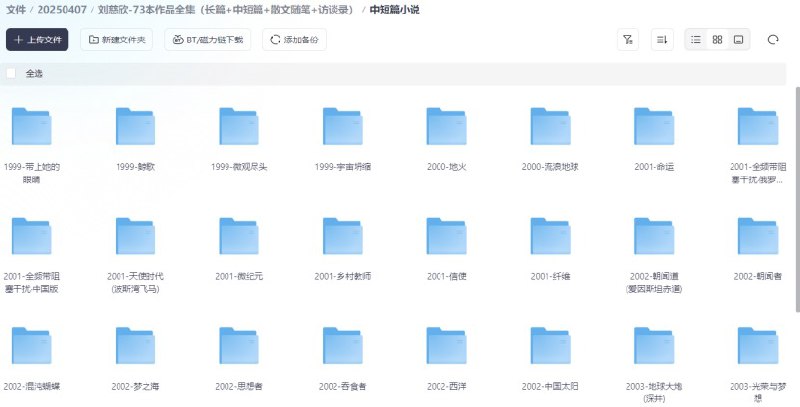 文件 / 20250407 / 刘慈欣-73本作品全集（长篇+中短篇+散文随笔+访谈录） / 中短篇小说
上传文件 新建文件夹 BT/磁力链下载 添加备份
全选
1999-带上她的
眼睛
1999-鲸歌
1999-微观尽头
1999-宇宙坍缩
2000-地火
2000-流浪地球
2001-命运
2001-全频带阻
塞干扰·俄罗...
2001-全频带阻
塞干扰-中国版
2001-天使时代
(波斯湾飞马)
2001-微纪元
2001-乡村教师
2001-信使
2001-纤维
2002-朝闻道
(爱因斯坦赤道)
2002-朝闻者
2002-混沌蝴蝶
2002-梦之海
2002-思想者
2002-吞食者
2002-西洋
2002-中国太阳
2003-地球大炮
(深井)
2003-光荣与梦
想